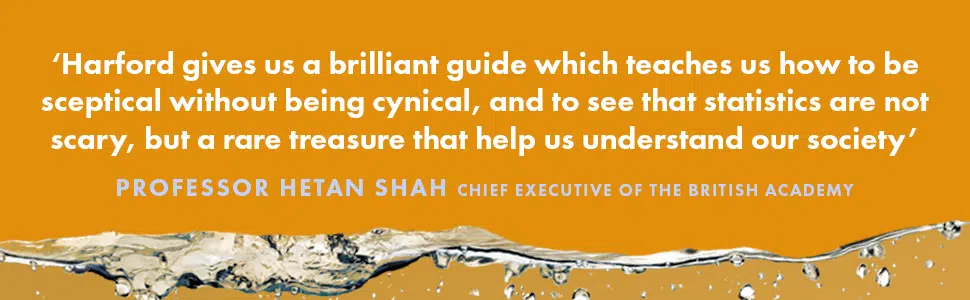 ‘Harford gives us a brilliant guide which teaches us how to be
sceptical without being cynical, and to see that statistics are not
scary, but a rare treasure that help us understand our society’
PROFESSOR HETAN SHAH CHIEF EXECUTIVE OF THE BRITISH ACADEMY